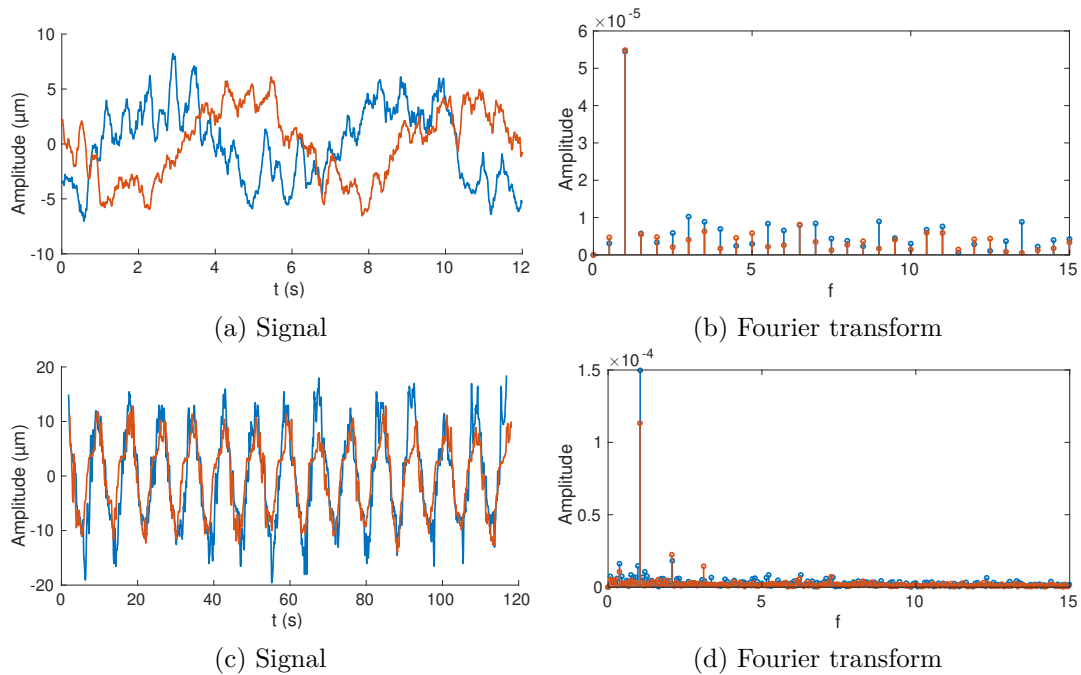 10
5
0
-5
-10
Amplitude (μm)
0 2 4 6 8 10 12
t (s)
(a) Signal
×10⁻⁵
6
5
4
3
2
1
0
Amplitude
0 5 10 15
f
(b) Fourier transform
20
10
0
-10
-20
Amplitude (μm)
0 20 40 60 80 100 120
t (s)
(c) Signal
×10⁻⁴
1.5
1
0.5
0
Amplitude
0 5 10 15
f
(d) Fourier transform